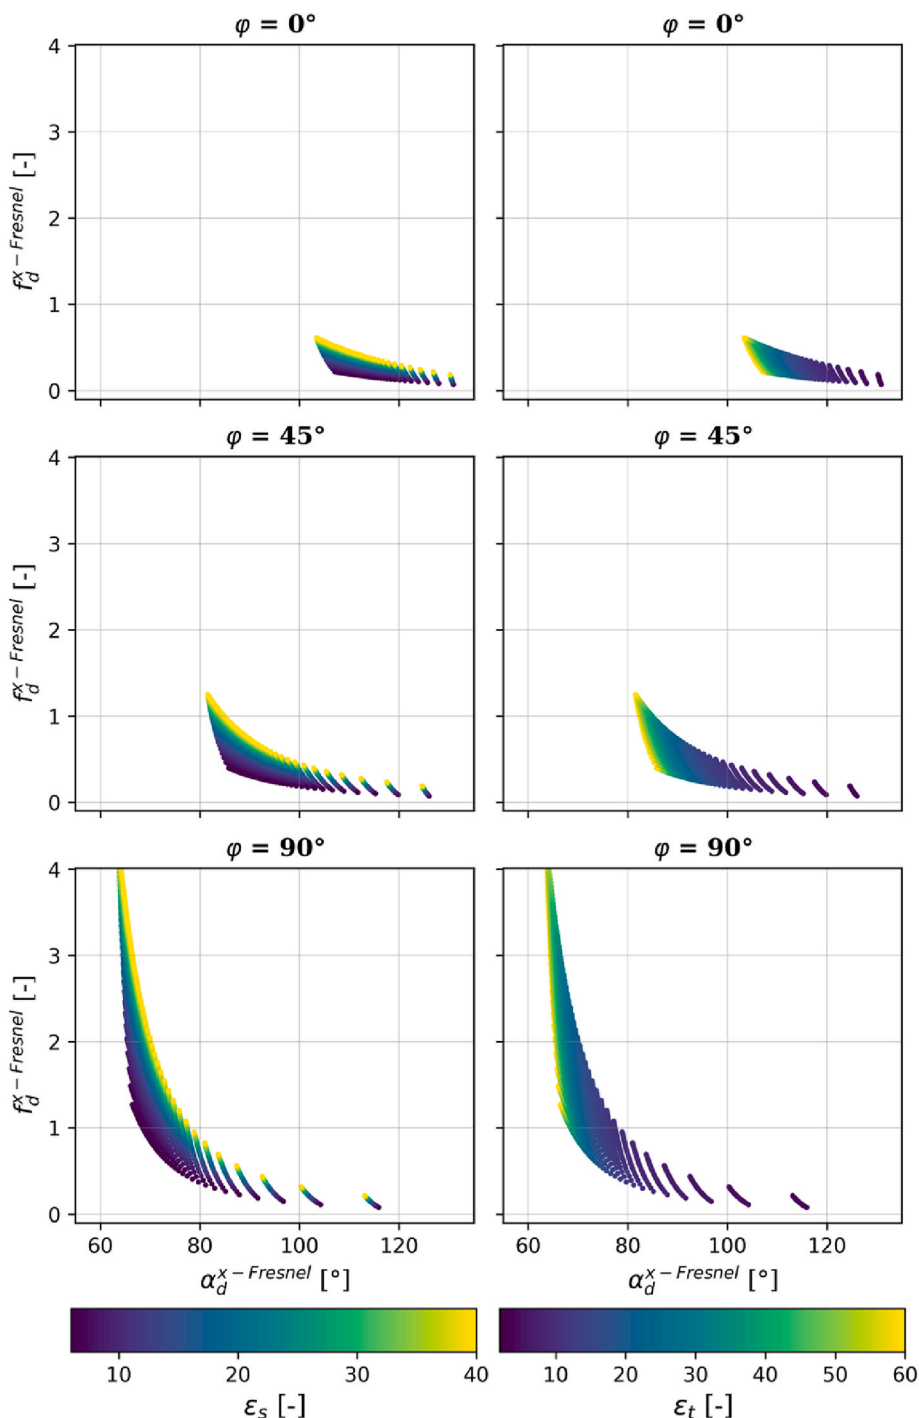 φ = 0° φ = 0°
4
3
2
1
0
f_d^{x – Fresnel} [-]
φ = 45° φ = 45°
4
3
2
1
0
f_d^{x – Fresnel} [-]
φ = 90° φ = 90°
4
3
2
1
0
f_d^{x – Fresnel} [-]
60 80 100 120 60 80 100 120
α_d^{x – Fresnel} [°] α_d^{x – Fresnel} [°]
10 20 30 40 10 20 30 40 50 60
ε_s [-] ε_t [-]